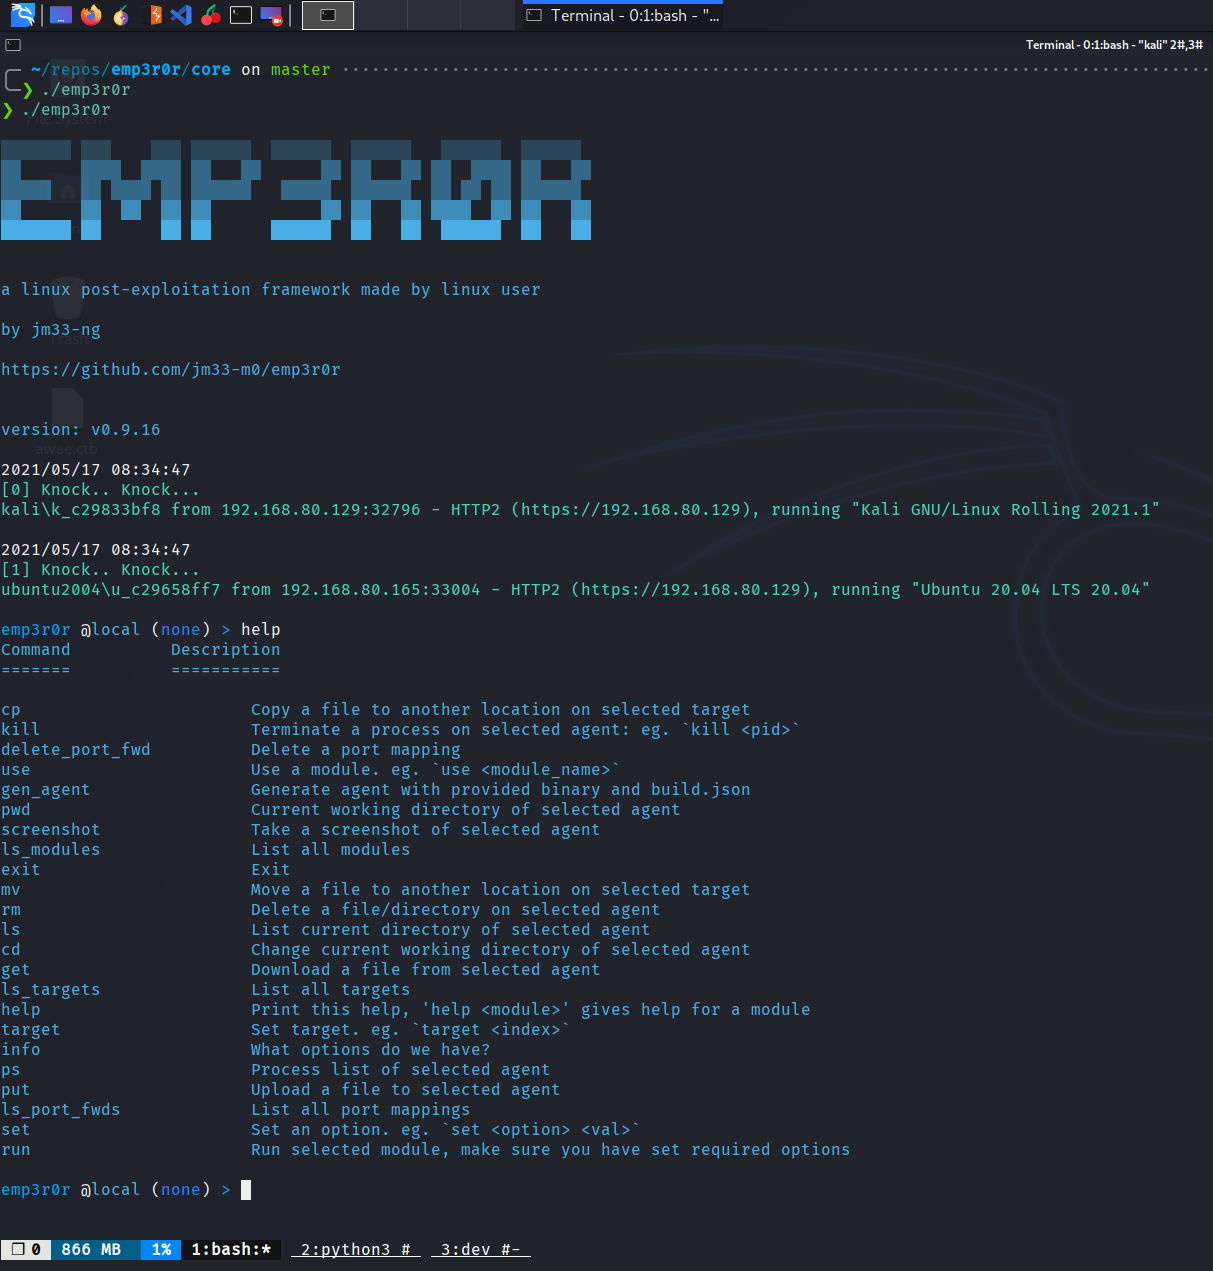 Terminal - 0:1:bash - "...
Terminal - 0:1:bash - "kali" 2#,3#
~/repos/emp3r0r/core on master
❯ ./emp3r0r
❯ ./emp3r0r
File System
EMP3R0R
a linux post-exploitation framework made by linux user
by jm33-ng
Trash
https://github.com/jm33-m0/emp3r0r
version: v0.9.16
awae.ctb
2021/05/17 08:34:47
[0] Knock.. Knock...
kali\k_c29833bf8 from 192.168.80.129:32796 - HTTP2 (https://192.168.80.129), running "Kali GNU/Linux Rolling 2021.1"
2021/05/17 08:34:47
[1] Knock.. Knock...
ubuntu2004\u_c29658ff7 from 192.168.80.165:33004 - HTTP2 (https://192.168.80.129), running "Ubuntu 20.04 LTS 20.04"
emp3r0r @local (none) > help
Command Description
======= ===========
cp Copy a file to another location on selected target
kill Terminate a process on selected agent: eg. `kill <pid>`
delete_port_fwd Delete a port mapping
use Use a module. eg. `use <module_name>`
gen_agent Generate agent with provided binary and build.json
pwd Current working directory of selected agent
screenshot Take a screenshot of selected agent
ls_modules List all modules
exit Exit
mv Move a file to another location on selected target
rm Delete a file/directory on selected agent
ls List current directory of selected agent
cd Change current working directory of selected agent
get Download a file from selected agent
ls_targets List all targets
help Print this help, 'help <module>' gives help for a module
target Set target. eg. `target <index>`
info What options do we have?
ps Process list of selected agent
put Upload a file to selected agent
ls_port_fwds List all port mappings
set Set an option. eg. `set <option> <val>`
run Run selected module, make sure you have set required options
emp3r0r @local (none) >
❐ 0 866 MB 1% 1:bash:* 2:python3 # 3:dev #-